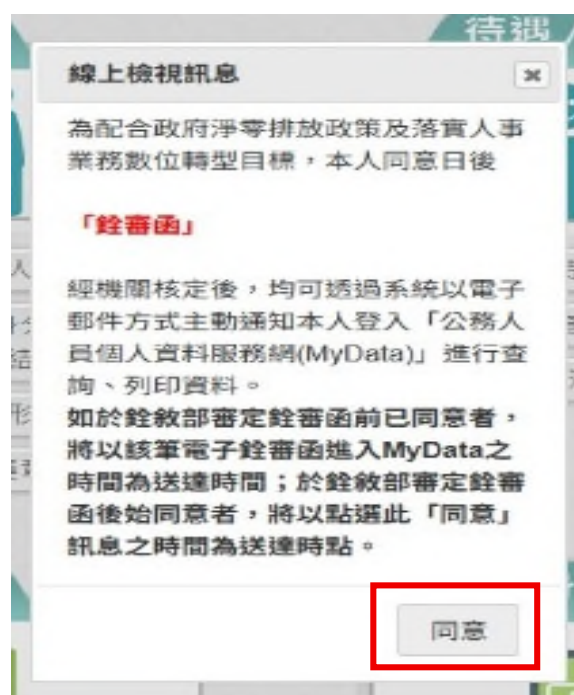 待遇
線上檢視訊息
為配合政府淨零排放政策及落實人事
業務數位轉型目標，本人同意日後
「銓審函」
經機關核定後，均可透過系統以電子
郵件方式主動通知本人登入「公務人
員個人資料服務網(MyData)」進行查
詢、列印資料。
如於銓敘部審定銓審函前已同意者，
將以該筆電子銓審函進入MyData之
時間為送達時間；於銓敘部審定銓審
函後始同意者，將以點選此「同意」
訊息之時間為送達時點。
同意